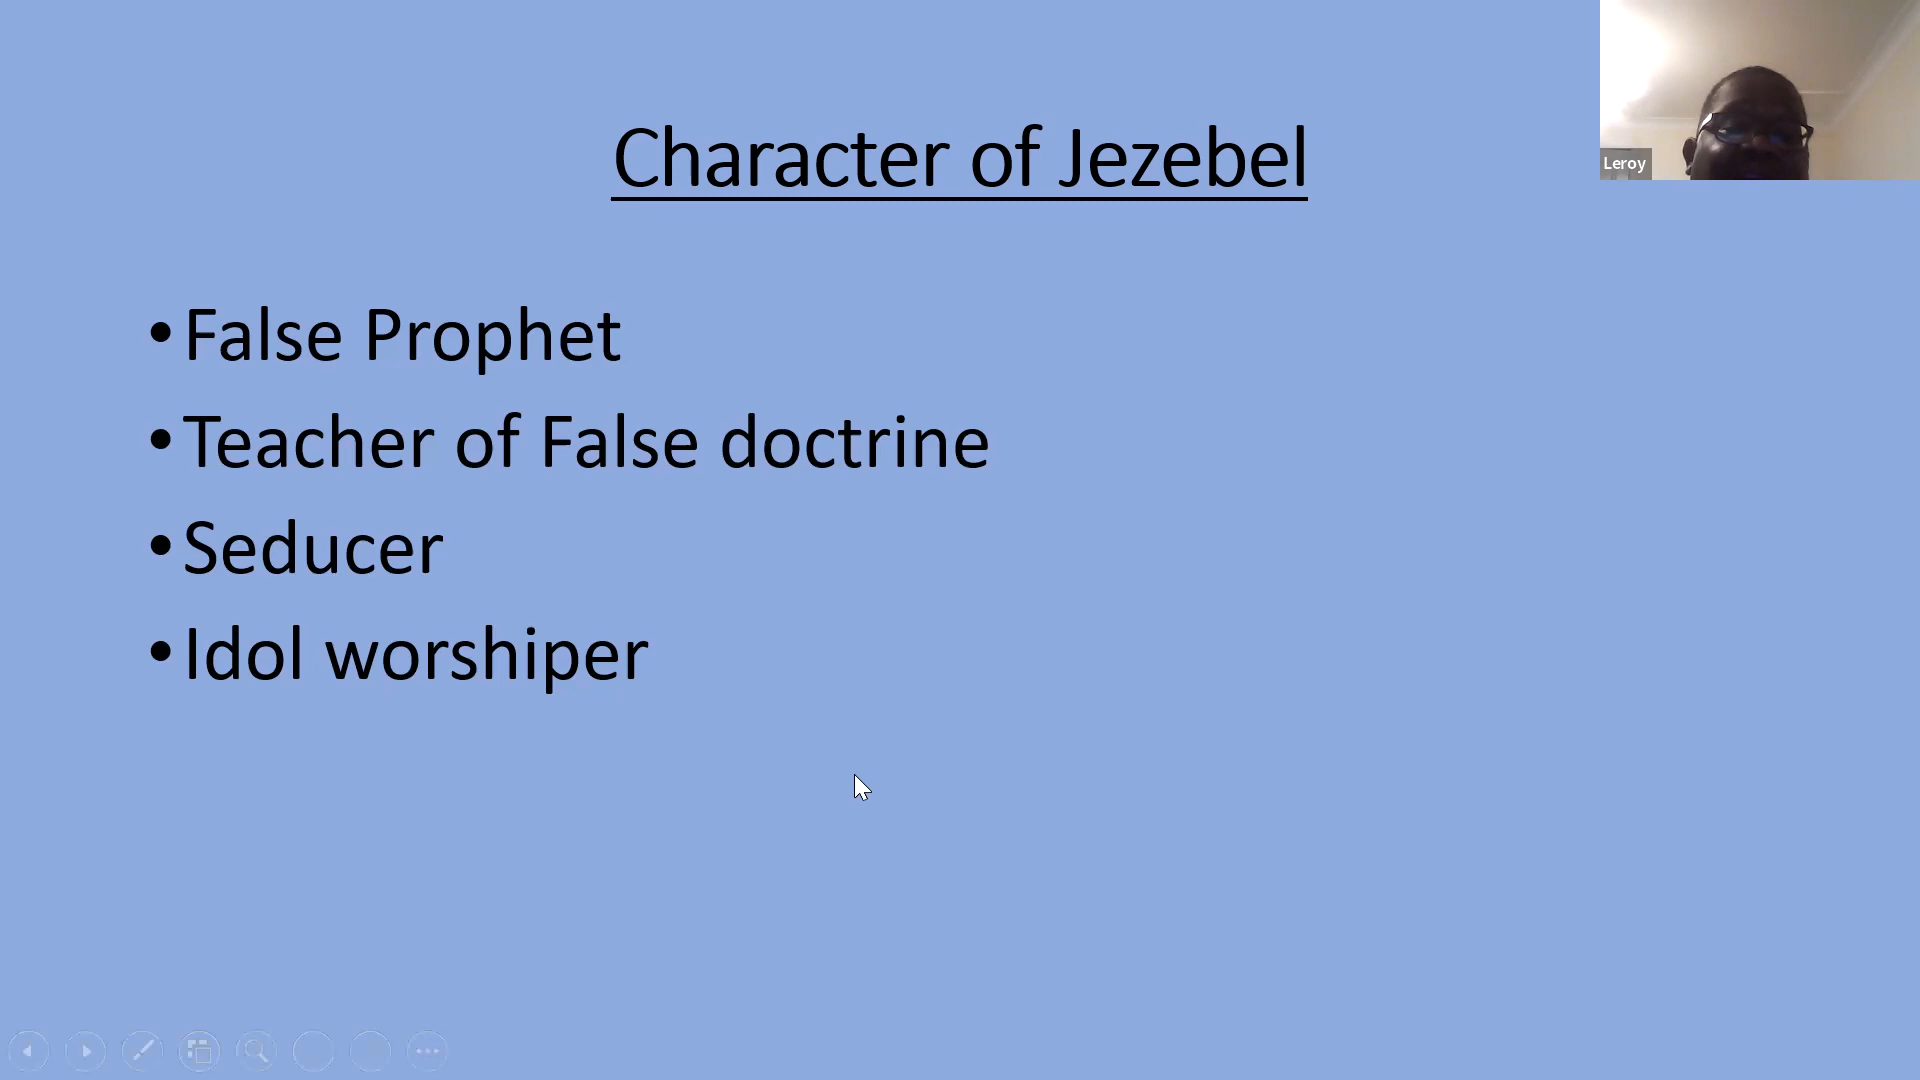 Character of Jezebel
Leroy
• False Prophet
• Teacher of False doctrine
• Seducer
• Idol worshiper